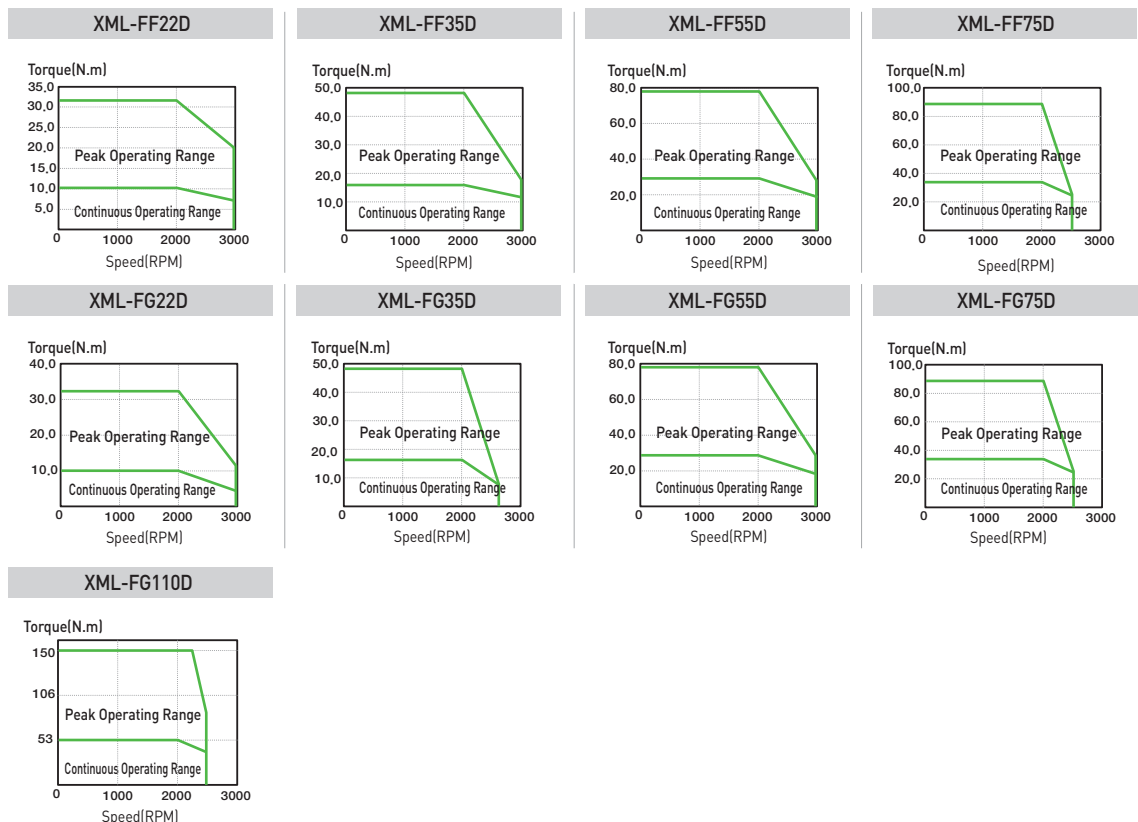 XML-FF22D
Torque(N.m)
35,0
30,0
25,0
20,0
15,0
10,0
5,0
Peak Operating Range
Continuous Operating Range
0 1000 2000 3000
Speed(RPM)
XML-FF35D
Torque(N.m)
50,0
40,0
30,0
20,0
10,0
Peak Operating Range
Continuous Operating Range
0 1000 2000 3000
Speed(RPM)
XML-FF55D
Torque(N.m)
80,0
60,0
40,0
20,0
Peak Operating Range
Continuous Operating Range
0 1000 2000 3000
Speed(RPM)
XML-FF75D
Torque(N.m)
100,0
80,0
60,0
40,0
20,0
Peak Operating Range
Continuous Operating Range
0 1000 2000 3000
Speed(RPM)
XML-FG22D
Torque(N.m)
40,0
30,0
20,0
10,0
Peak Operating Range
Continuous Operating Range
0 1000 2000 3000
Speed(RPM)
XML-FG35D
Torque(N.m)
50,0
40,0
30,0
20,0
10,0
Peak Operating Range
Continuous Operating Range
0 1000 2000 3000
Speed(RPM)
XML-FG55D
Torque(N.m)
80,0
60,0
40,0
20,0
Peak Operating Range
Continuous Operating Range
0 1000 2000 3000
Speed(RPM)
XML-FG75D
Torque(N.m)
100,0
80,0
60,0
40,0
20,0
Peak Operating Range
Continuous Operating Range
0 1000 2000 3000
Speed(RPM)
XML-FG110D
Torque(N.m)
150
106
53
Peak Operating Range
Continuous Operating Range
0 1000 2000 3000
Speed(RPM)